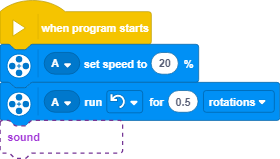 when program starts
A set speed to 20 %
A run for 0.5 rotations
sound